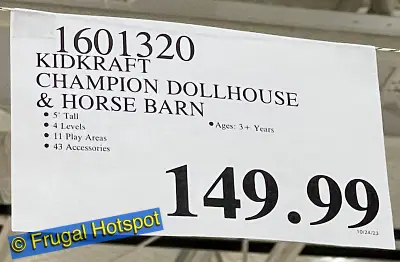 1601320
KIDKRAFT
CHAMPION DOLLHOUSE
& HORSE BARN
• 5' Tall
• 4 Levels
• 11 Play Areas
• 43 Accessories
• Ages: 3+ Years
149.99
10/24/23
© Frugal Hotspot